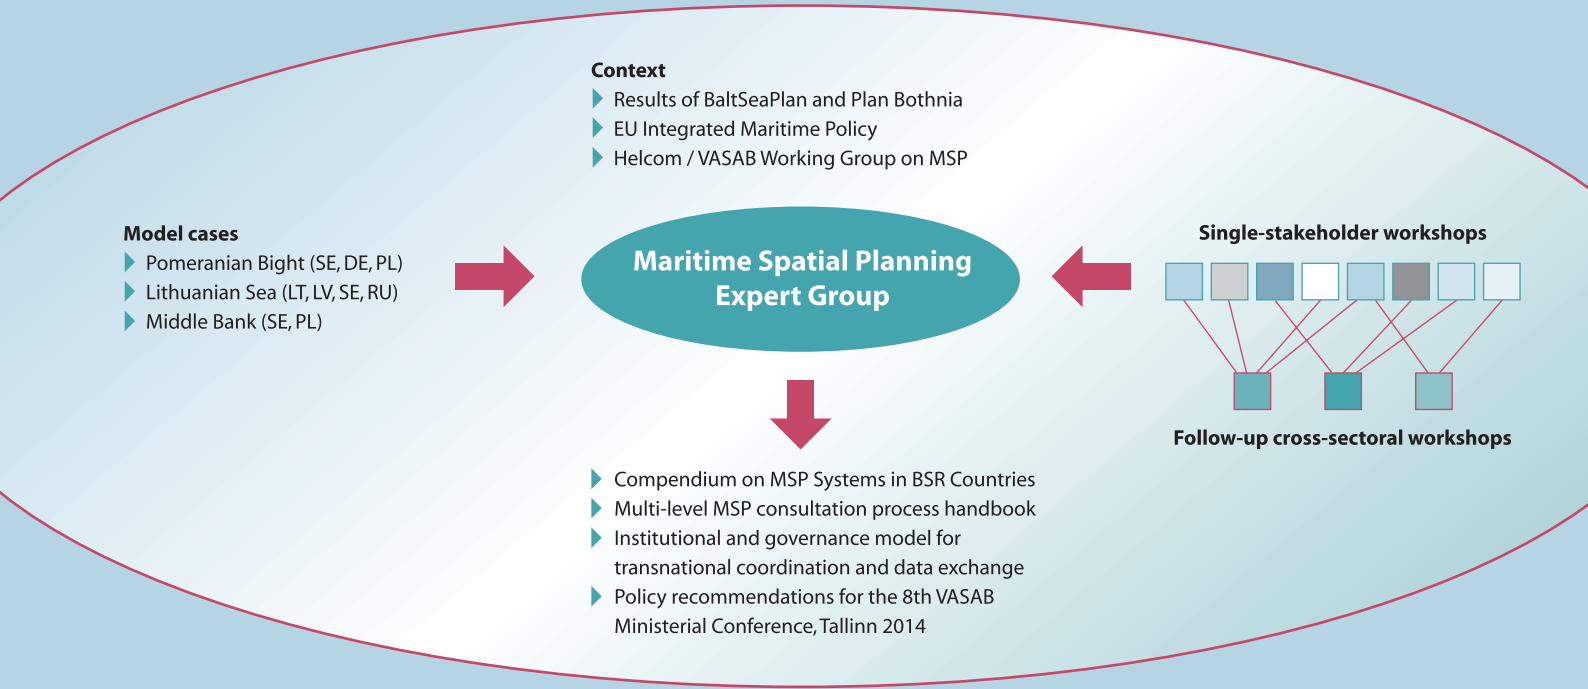 Context
Results of BaltSeaPlan and Plan Bothnia
EU Integrated Maritime Policy
Helcom / VASAB Working Group on MSP
Model cases
Pomeranian Bight (SE, DE, PL)
Lithuanian Sea (LT, LV, SE, RU)
Middle Bank (SE, PL)
Maritime Spatial Planning
Expert Group
Single-stakeholder workshops
Follow-up cross-sectoral workshops
Compendium on MSP Systems in BSR Countries
Multi-level MSP consultation process handbook
Institutional and governance model for
transnational coordination and data exchange
Policy recommendations for the 8th VASAB
Ministerial Conference, Tallinn 2014